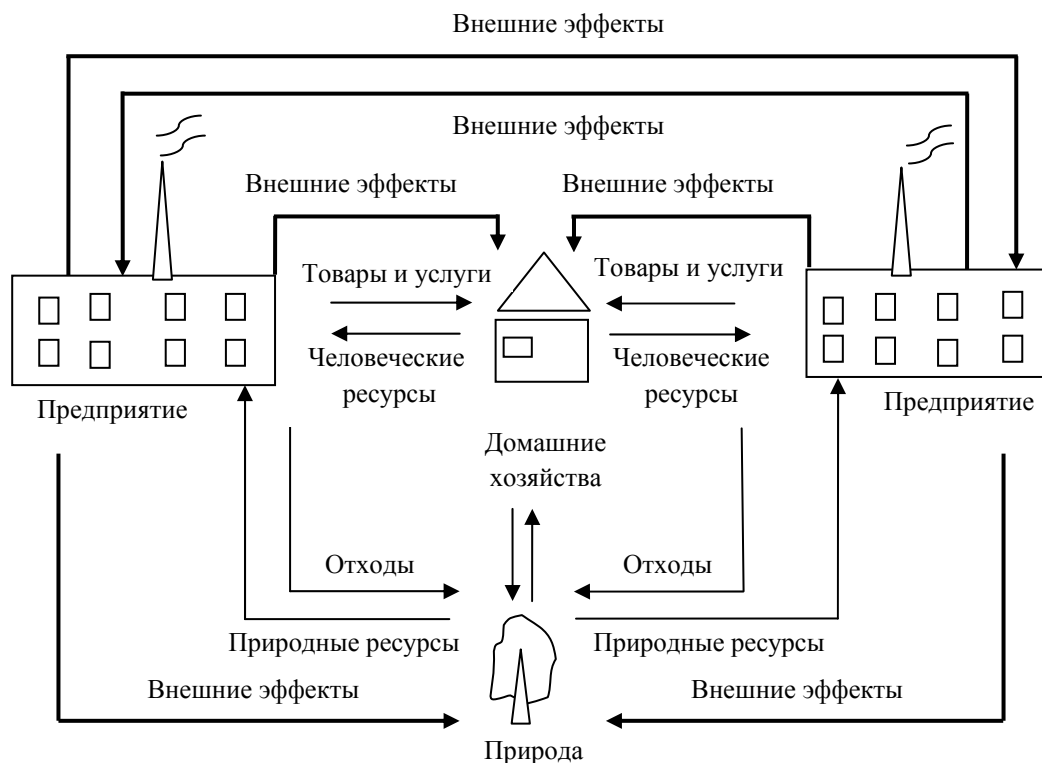 Внешние эффекты
Внешние эффекты
Внешние эффекты
Внешние эффекты
Товары и услуги
Товары и услуги
Человеческие
ресурсы
Человеческие
ресурсы
Предприятие
Предприятие
Домашние
хозяйства
Отходы
Отходы
Природные ресурсы
Природные ресурсы
Внешние эффекты
Внешние эффекты
Природа